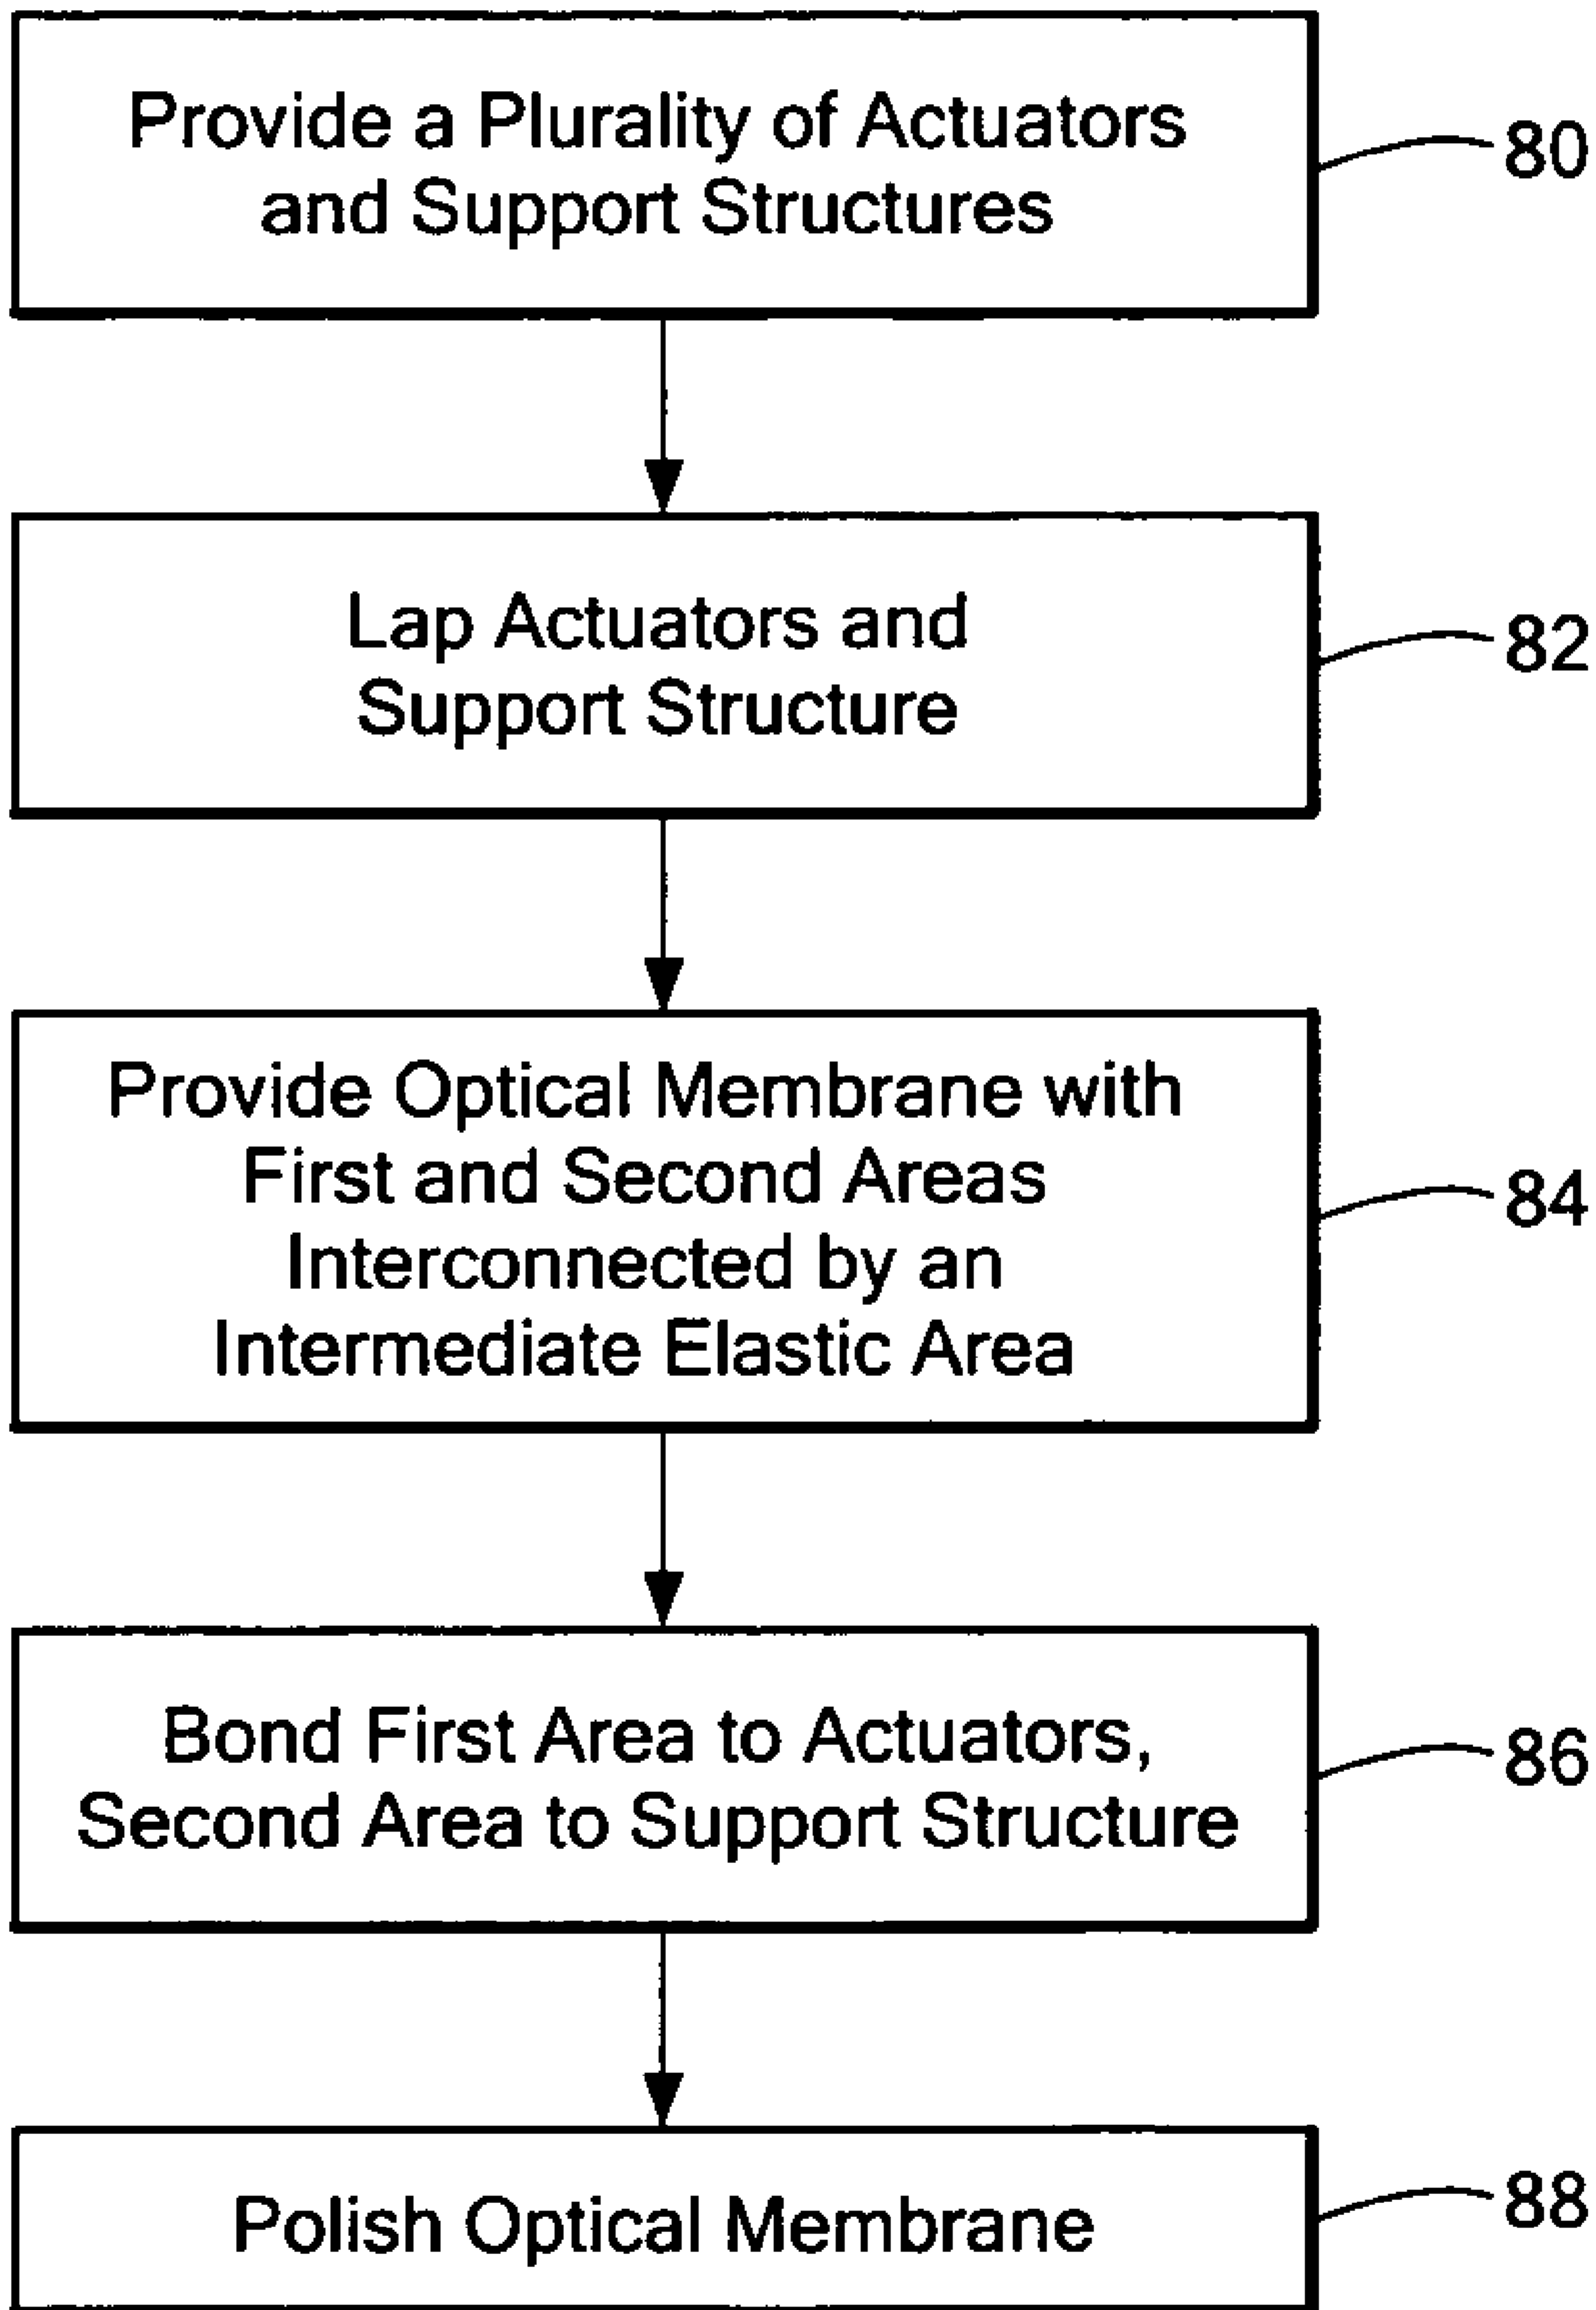 Provide a Plurality of Actuators
and Support Structures
80
Lap Actuators and
Support Structure
82
Provide Optical Membrane with
First and Second Areas
Interconnected by an
Intermediate Elastic Area
84
Bond First Area to Actuators,
Second Area to Support Structure
86
Polish Optical Membrane
88